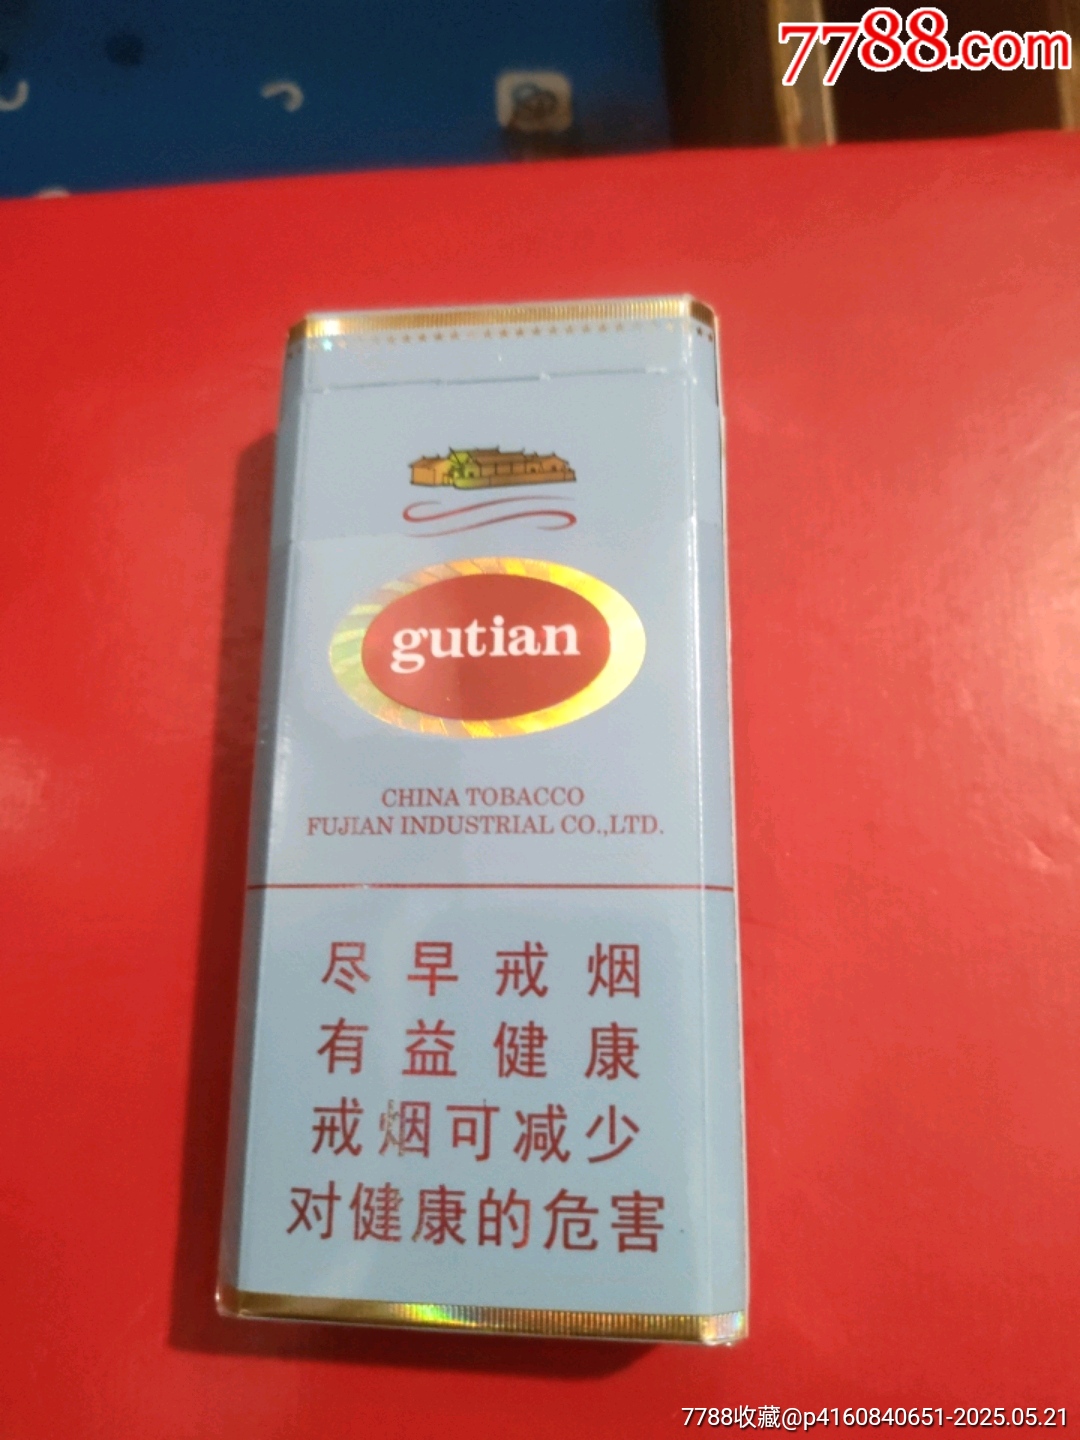 7788.com
gutian
CHINA TOBACCO
FUJIAN INDUSTRIAL CO.,LTD.
尽早戒烟
有益健康
戒烟可减少
对健康的危害
7788收藏@p4160840651-2025.05.21